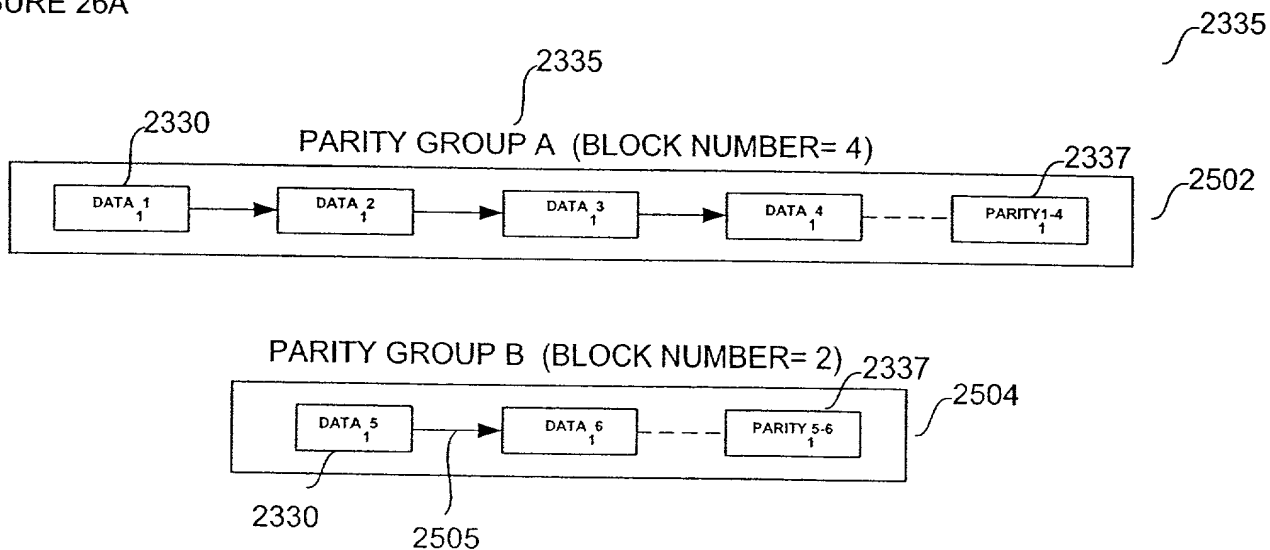 URE 26A
2335
2335
2330
PARITY GROUP A (BLOCK NUMBER= 4)
2337
2502
DATA 1
1
DATA 2
1
DATA 3
1
DATA 4
1
PARITY1-4
1
PARITY GROUP B (BLOCK NUMBER= 2)
2337
2504
DATA 5
1
DATA 6
1
PARITY 5-6
1
2330
2505